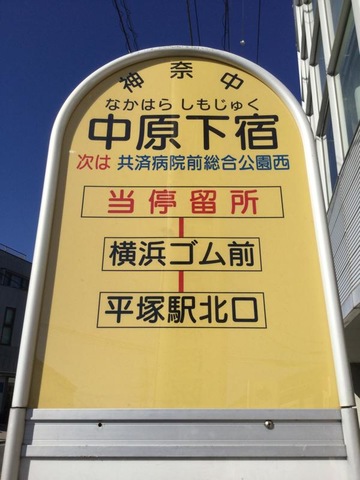 神奈中
なかはら しもじゅく
中原下宿
次は 共済病院前総合公園西
当停留所
横浜ゴム前
平塚駅北口